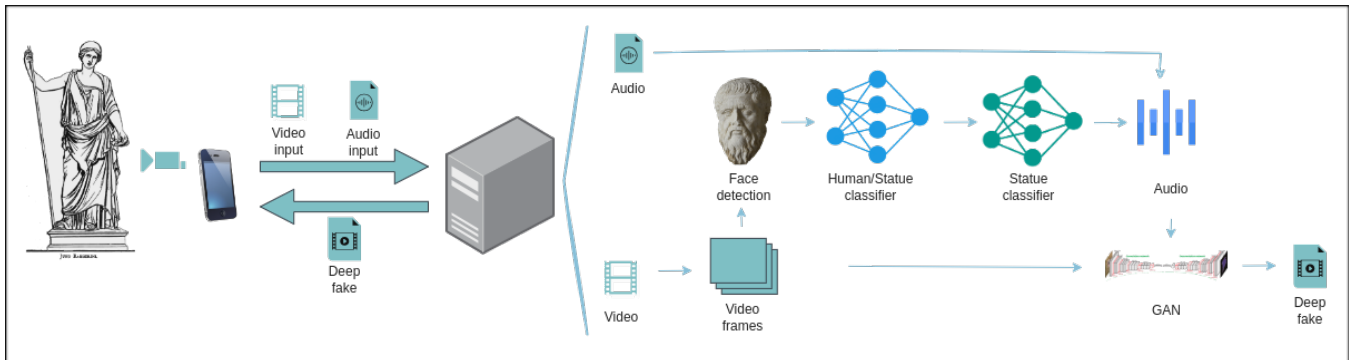 Video
input
Audio
input
Deep
fake
Audio
Face
detection
Human/Statue
classifier
Statue
classifier
Audio
Video
Video
frames
GAN
Deep
fake